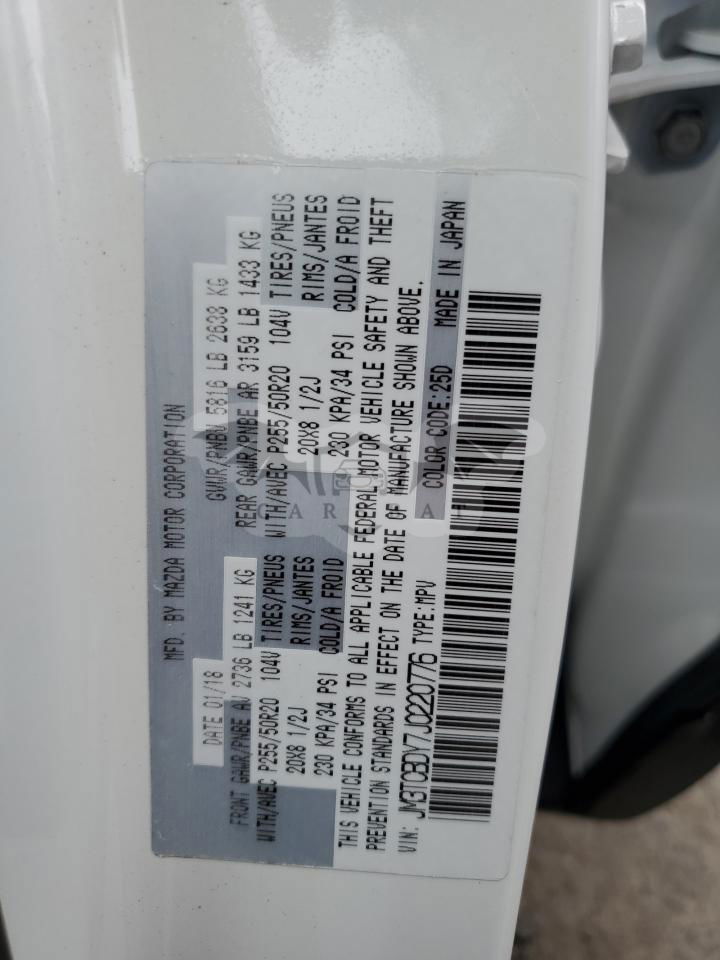 MFD. BY MAZDA MOTOR CORPORATION
DATE 01/18 GVWR/PNBV 5816 LB 2638 KG
FRONT GAWR/PNBE AV 2736 LB 1241 KG REAR GAWR/PNBE AR 3159 LB 1433 KG
WITH/AVEC P255/50R20 104V TIRES/PNEUS WITH/AVEC P255/50R20 104V TIRES/PNEUS
20X8 1/2J RIMS/JANTES 20X8 1/2J RIMS/JANTES
230 KPA/34 PSI COLD/A FROID 230 KPA/34 PSI COLD/A FROID
THIS VEHICLE CONFORMS TO ALL APPLICABLE FEDERAL MOTOR VEHICLE SAFETY AND THEFT
PREVENTION STANDARDS IN EFFECT ON THE DATE OF MANUFACTURE SHOWN ABOVE.
VIN: JM3TCBDY7J0220776 TYPE:MPV COLOR CODE:25D MADE IN JAPAN